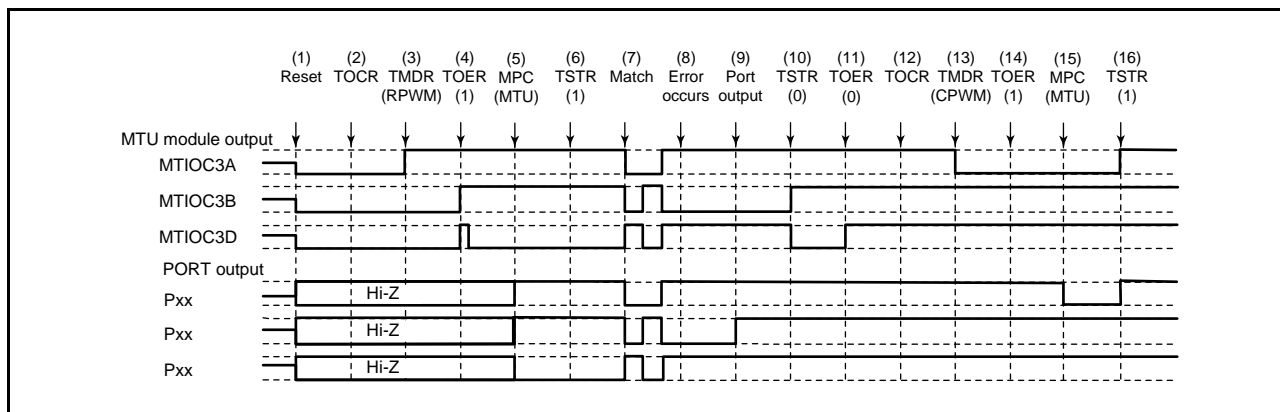 (1) (2) (3) (4) (5) (6) (7) (8) (9) (10) (11) (12) (13) (14) (15) (16)
Reset TOCR TMDR TOER MPC TSTR Match Error Port TSTR TOER TOCR TMDR TOER MPC TSTR
(RPWM) (1) (MTU) (1) occurs output (0) (0) (CPWM) (1) (MTU) (1)
MTU module output
MTIOC3A
MTIOC3B
MTIOC3D
PORT output
Pxx Hi-Z
Pxx Hi-Z
Pxx Hi-Z